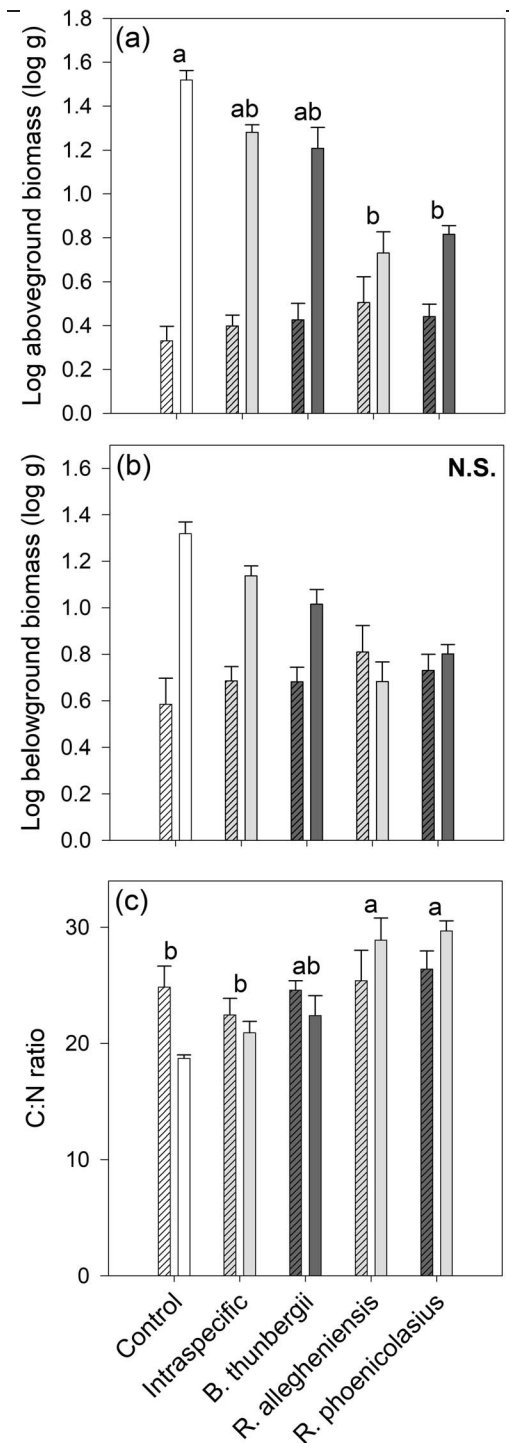 (a)
Log aboveground biomass (log g)
1.8
1.6
1.4
1.2
1.0
0.8
0.6
0.4
0.2
0.0
a
ab
ab
b
b
(b)
N.S.
Log belowground biomass (log g)
1.6
1.4
1.2
1.0
0.8
0.6
0.4
0.2
0.0
(c)
C:N ratio
30
20
10
0
b
b
ab
a
a
Control
Intraspecific
B. thunbergii
R. allegheniensis
R. phoenicolasius